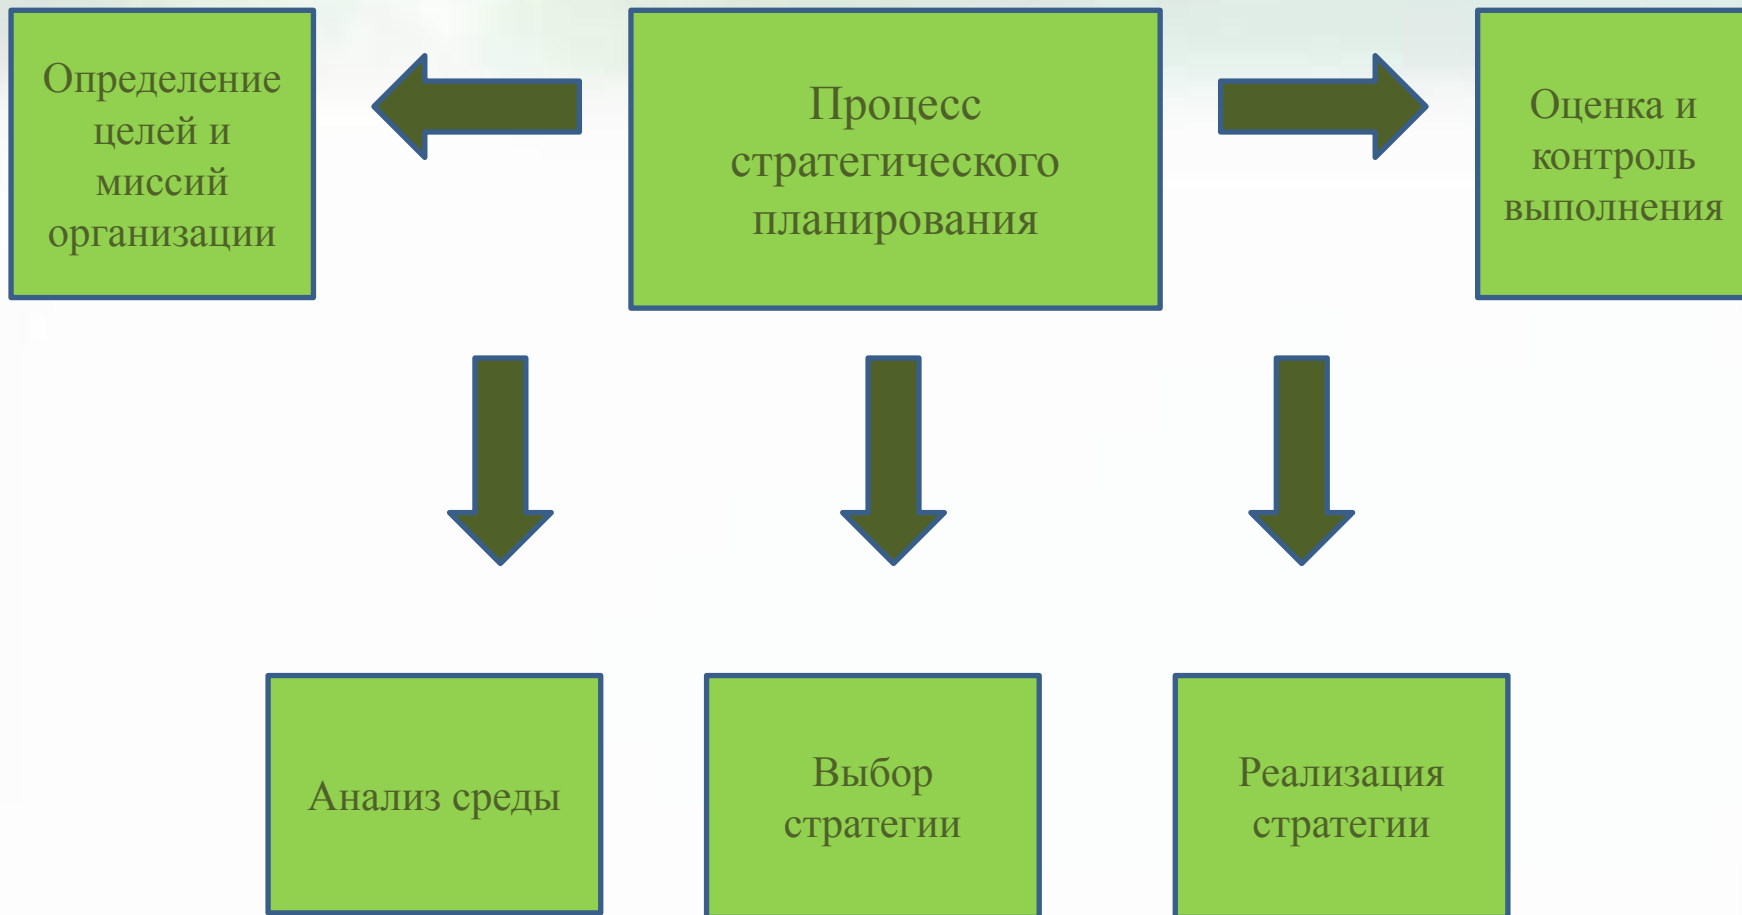 Определение
целей и
миссий
организации
Процесс
стратегического
планирования
Оценка и
контроль
выполнения
Анализ среды
Выбор
стратегии
Реализация
стратегии